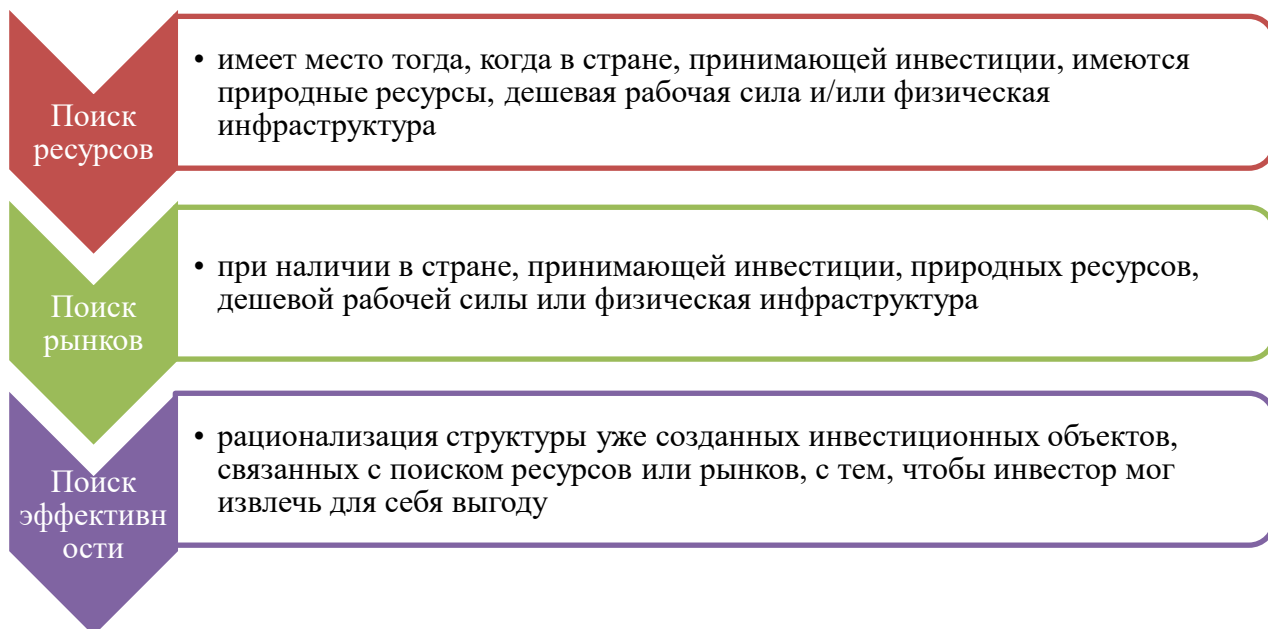 Поиск
ресурсов
• имеет место тогда, когда в стране, принимающей инвестиции, имеются
природные ресурсы, дешевая рабочая сила и/или физическая
инфраструктура
Поиск
рынков
• при наличии в стране, принимающей инвестиции, природных ресурсов,
дешевой рабочей силы или физическая инфраструктура
Поиск
эффективн
ости
• рационализация структуры уже созданных инвестиционных объектов,
связанных с поиском ресурсов или рынков, с тем, чтобы инвестор мог
извлечь для себя выгоду